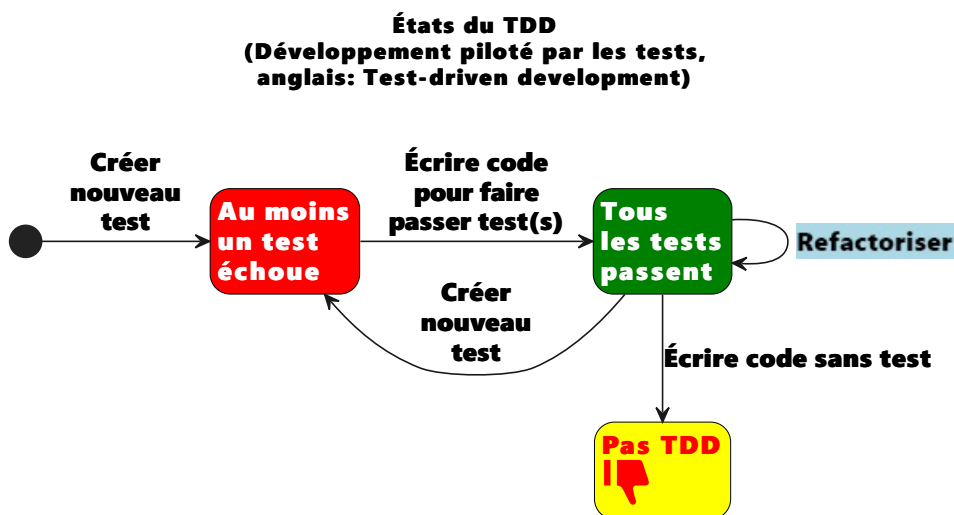 États du TDD
(Développement piloté par les tests,
anglais: Test-driven development)
Créer
nouveau
test
Au moins
un test
échoue
Écrire code
pour faire
passer test(s)
Tous
les tests
passent
Refactoriser
Créer
nouveau
test
Écrire code sans test
Pas TDD